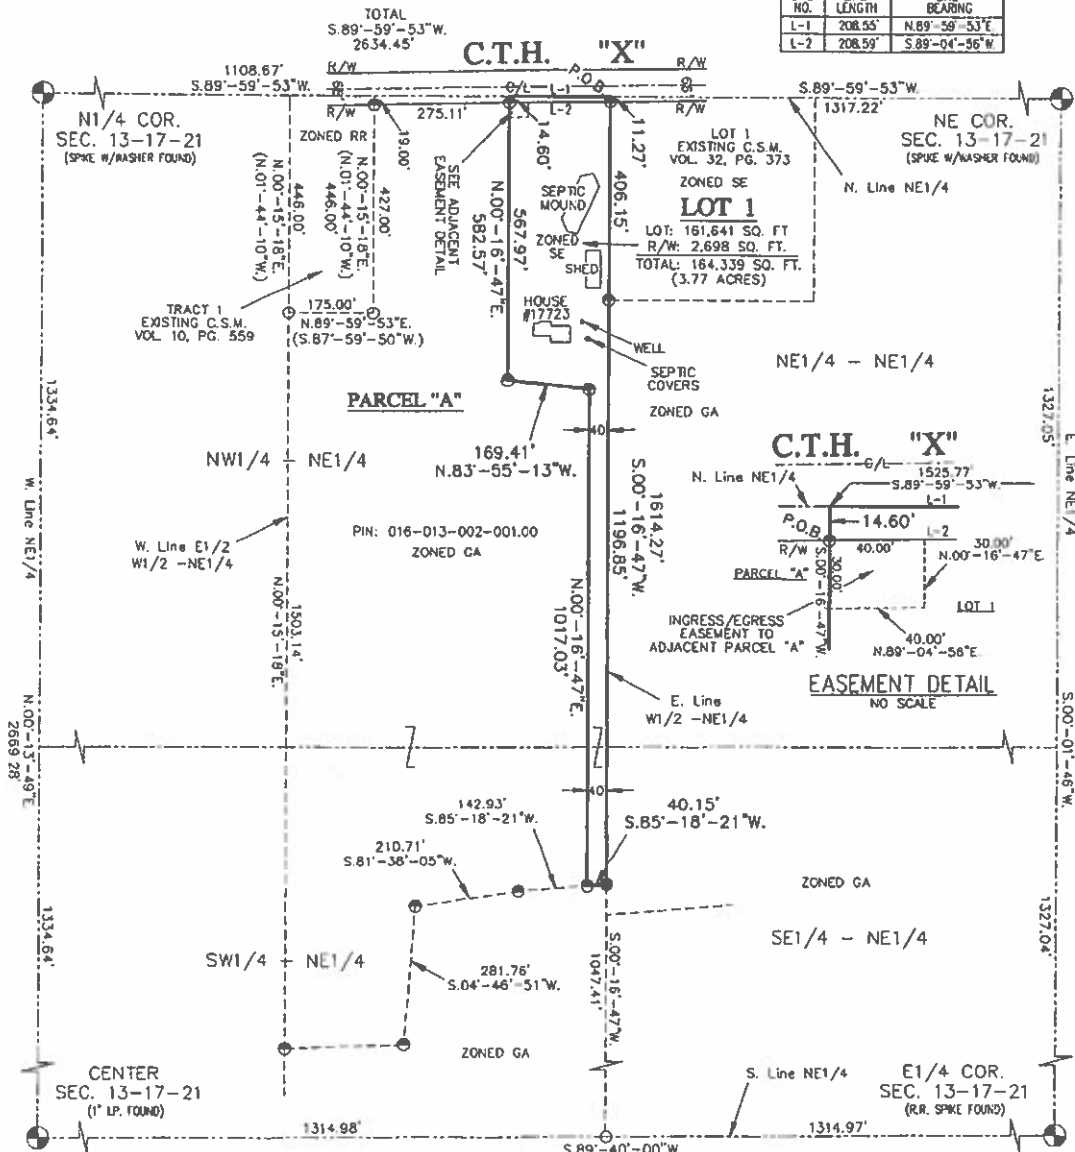 NO.
LENGTH
BEARING
L-1
208.55'
N.89°-59'-53"E.
L-2
208.59'
S.89°-04'-56"W.
TOTAL
S.89°-59'-53"W.
2634.45'
C.T.H. "X"
1108.67'
S.89°-59'-53"W.
R/W
R/W
66'
66'
C/L
P.O.B
L-1
L-2
R/W
R/W
275.11'
S.89°-59'-53"W.
1317.22'
N1/4 COR.
SEC. 13-17-21
(SPIKE W/WASHER FOUND)
NE COR.
SEC. 13-17-21
(SPIKE W/WASHER FOUND)
N. Line NE1/4
ZONED RR
19.00'
14.60'
11.27'
SEE ADJACENT
EASEMENT DETAIL
LOT 1
EXISTING C.S.M.
VOL. 32, PG. 373
ZONED SE
LOT 1
LOT: 161,641 SQ. FT
R/W: 2,698 SQ. FT.
TOTAL: 164,339 SQ. FT.
(3.77 ACRES)
406.15'
SEPTIC
MOUND
ZONED
SE
SHED
HOUSE
#17723
WELL
SEPTIC
COVERS
446.00'
N.00°-15'-18"E.
(N.01°-44'-10"W.)
427.00'
N.00°-15'-18"E.
446.00'
(N.01°-44'-10"W.)
567.97'
N.00°-16'-47"E.
582.57'
TRACT 1
EXISTING C.S.M.
VOL. 10, PG. 559
175.00'
N.89°-59'-53"E.
(S.87°-59'-50"W.)
NE1/4 - NE1/4
PARCEL "A"
ZONED GA
40
1334.64'
1327.05'
E. Line NE1/4
169.41'
N.83°-55'-13"W.
NW1/4 - NE1/4
1614.27'
S.00°-16'-47"W.
1196.85'
PIN: 016-013-002-001.00
ZONED GA
W. Line NE1/4
W. Line E1/2
W1/2 -NE1/4
C.T.H. "X"
C/L
N. Line NE1/4
1525.77'
S.89°-59'-53"W.
L-1
P.O.B
14.60'
L-2
R/W
40.00'
30.00'
N.00°-16'-47"E.
PARCEL "A"
30.00'
S.00°-16'-47"W.
LOT 1
INGRESS/EGRESS
EASEMENT TO
ADJACENT PARCEL "A"
40.00'
N.89°-04'-56"E.
EASEMENT DETAIL
NO SCALE
1503.14'
N.00°-15'-18"E.
N.00°-16'-47"E.
1017.03'
E. Line
W1/2 -NE1/4
N.00°-13'-49"E.
2669.28'
S.00°-01'-46"W.
40
142.93'
S.85°-18'-21"W.
40.15'
S.85°-18'-21"W.
210.71'
S.81°-38'-05"W.
ZONED GA
1334.64'
1327.04'
SW1/4 - NE1/4
SE1/4 - NE1/4
281.76'
S.04°-46'-51"W.
S.00°-16'-47"W.
1047.41'
ZONED GA
CENTER
SEC. 13-17-21
(1" I.P. FOUND)
S. Line NE1/4
E1/4 COR.
SEC. 13-17-21
(R.R. SPIKE FOUND)
1314.98'
1314.97'
S.89°-40'-00"W.